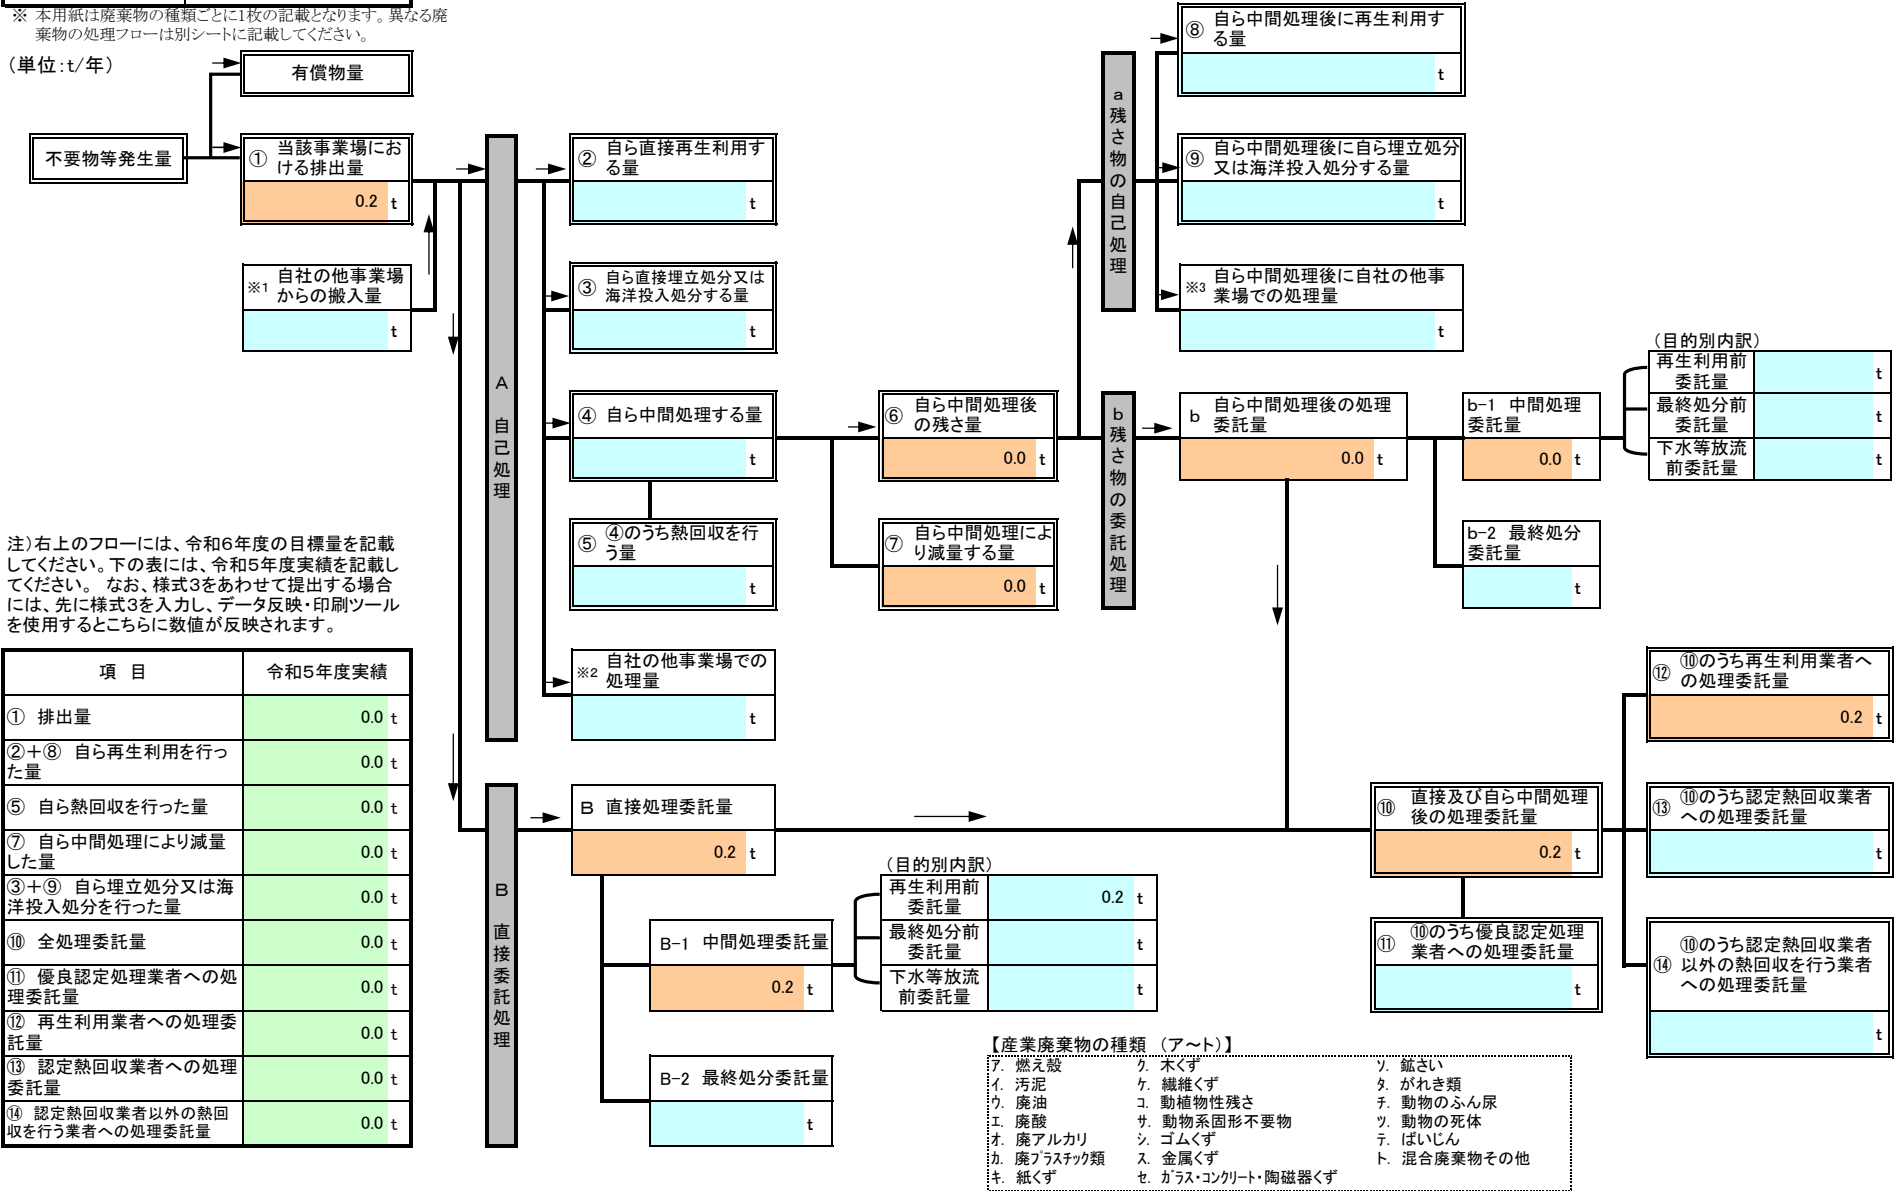 ※ 本用紙は廃棄物の種類ごとに1枚の記載となります。異なる廃
棄物の処理フローは別シートに記載してください。
（単位：t/年）
有償物量
不要物等発生量
① 当該事業場にお
ける排出量
0.2 t
※1 自社の他事業場
からの搬入量
t
A 自己処理
② 自ら直接再生利用す
る量
t
③ 自ら直接埋立処分又は
海洋投入処分する量
t
④ 自ら中間処理する量
t
⑤ ④のうち熱回収を行
う量
t
※2 自社の他事業場での
処理量
t
⑥ 自ら中間処理後
の残さ量
0.0 t
⑦ 自ら中間処理によ
り減量する量
0.0 t
a 残さ物の自己処理
⑧ 自ら中間処理後に再生利用す
る量
t
⑨ 自ら中間処理後に自ら埋立処分
又は海洋投入処分する量
t
※3 自ら中間処理後に自社の他事
業場での処理量
t
b 残さ物の委託処理
b 自ら中間処理後の処理
委託量
0.0 t
b-1 中間処理
委託量
0.0 t
b-2 最終処分
委託量
t
（目的別内訳）
再生利用前
委託量
t
最終処分前
委託量
t
下水等放流
前委託量
t
注）右上のフローには、令和6年度の目標量を記載
してください。下の表には、令和5年度実績を記載し
てください。 なお、様式3をあわせて提出する場合
には、先に様式3を入力し、データ反映・印刷ツール
を使用するとこちらに数値が反映されます。
項 目 令和5年度実績
① 排出量 0.0 t
②＋⑧ 自ら再生利用を行っ
た量 0.0 t
⑤ 自ら熱回収を行った量 0.0 t
⑦ 自ら中間処理により減量
した量 0.0 t
③＋⑨ 自ら埋立処分又は海
洋投入処分を行った量 0.0 t
⑩ 全処理委託量 0.0 t
⑪ 優良認定処理業者への処
理委託量 0.0 t
⑫ 再生利用業者への処理委
託量 0.0 t
⑬ 認定熱回収業者への処理
委託量 0.0 t
⑭ 認定熱回収業者以外の熱回
収を行う業者への処理委託量 0.0 t
B 直接委託処理
B 直接処理委託量
0.2 t
B-1 中間処理委託量
0.2 t
B-2 最終処分委託量
t
（目的別内訳）
再生利用前
委託量
0.2 t
最終処分前
委託量
t
下水等放流
前委託量
t
⑩ 直接及び自ら中間処理
後の処理委託量
0.2 t
⑪ ⑩のうち優良認定処理
業者への処理委託量
t
⑫ ⑩のうち再生利用業者へ
の処理委託量
0.2 t
⑬ ⑩のうち認定熱回収業者
への処理委託量
t
⑭ ⑩のうち認定熱回収業者
以外の熱回収を行う業者
への処理委託量
t
【産業廃棄物の種類 （ア～ト）】
ア. 燃え殻 ク. 木くず ソ. 鉱さい
イ. 汚泥 ケ. 繊維くず タ. がれき類
ウ. 廃油 コ. 動植物性残さ チ. 動物のふん尿
エ. 廃酸 サ. 動物系固形不要物 ツ. 動物の死体
オ. 廃アルカリ シ. ゴムくず テ. ばいじん
カ. 廃プラスチック類 ス. 金属くず ト. 混合廃棄物その他
キ. 紙くず セ. ガラス・コンクリート・陶磁器くず